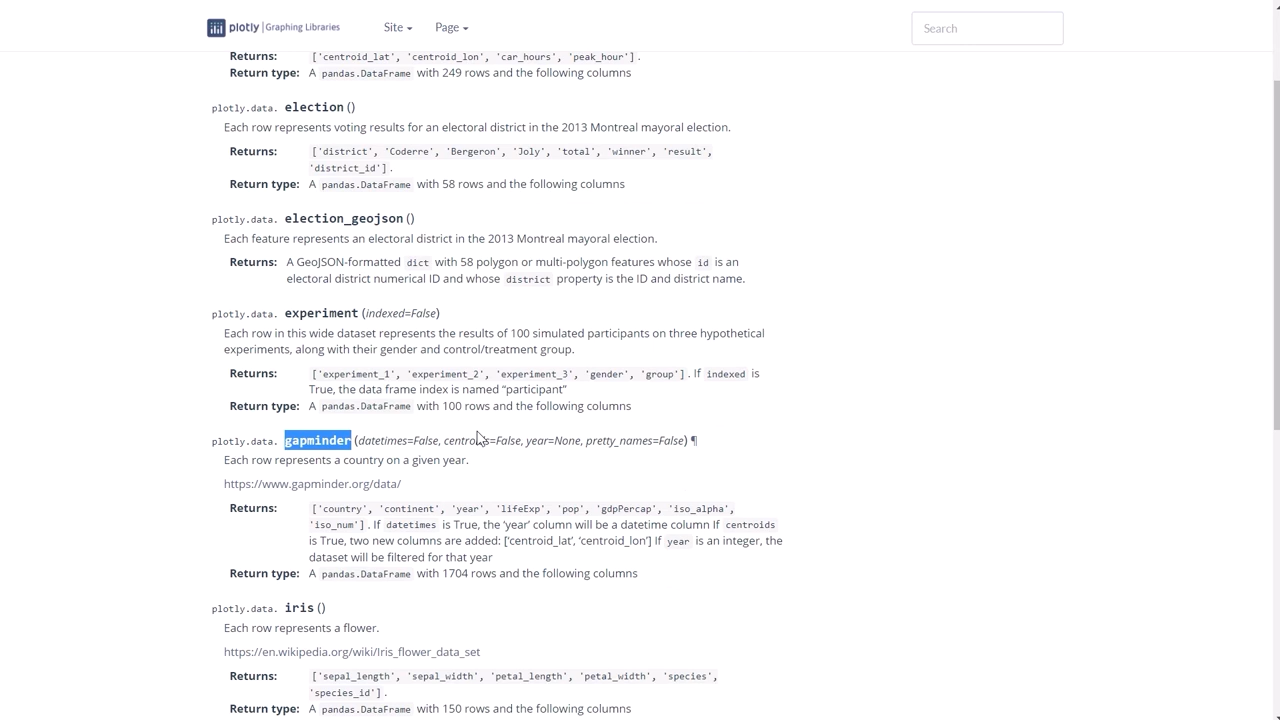 plotly | Graphing Libraries Site Page Search
Returns: ['centroid_lat', 'centroid_lon', 'car_hours', 'peak_hour'].
Return type: A pandas.DataFrame with 249 rows and the following columns
plotly.data. election()
Each row represents voting results for an electoral district in the 2013 Montreal mayoral election.
Returns: ['district', 'Coderre', 'Bergeron', 'Joly', 'total', 'winner', 'result',
'district_id'].
Return type: A pandas.DataFrame with 58 rows and the following columns
plotly.data. election_geojson()
Each feature represents an electoral district in the 2013 Montreal mayoral election.
Returns: A GeoJSON-formatted dict with 58 polygon or multi-polygon features whose id is an
electoral district numerical ID and whose district property is the ID and district name.
plotly.data. experiment(indexed=False)
Each row in this wide dataset represents the results of 100 simulated participants on three hypothetical
experiments, along with their gender and control/treatment group.
Returns: ['experiment_1', 'experiment_2', 'experiment_3', 'gender', 'group']. If indexed is
True, the data frame index is named “participant”
Return type: A pandas.DataFrame with 100 rows and the following columns
plotly.data. gapminder(datetimes=False, centroids=False, year=None, pretty_names=False) ¶
Each row represents a country on a given year.
https://www.gapminder.org/data/
Returns: ['country', 'continent', 'year', 'lifeExp', 'pop', 'gdpPercap', 'iso_alpha',
'iso_num']. If datetimes is True, the ‘year’ column will be a datetime column If centroids
is True, two new columns are added: [‘centroid_lat’, ‘centroid_lon’] If year is an integer, the
dataset will be filtered for that year
Return type: A pandas.DataFrame with 1704 rows and the following columns
plotly.data. iris()
Each row represents a flower.
https://en.wikipedia.org/wiki/Iris_flower_data_set
Returns: ['sepal_length', 'sepal_width', 'petal_length', 'petal_width', 'species',
'species_id'].
Return type: A pandas.DataFrame with 150 rows and the following columns